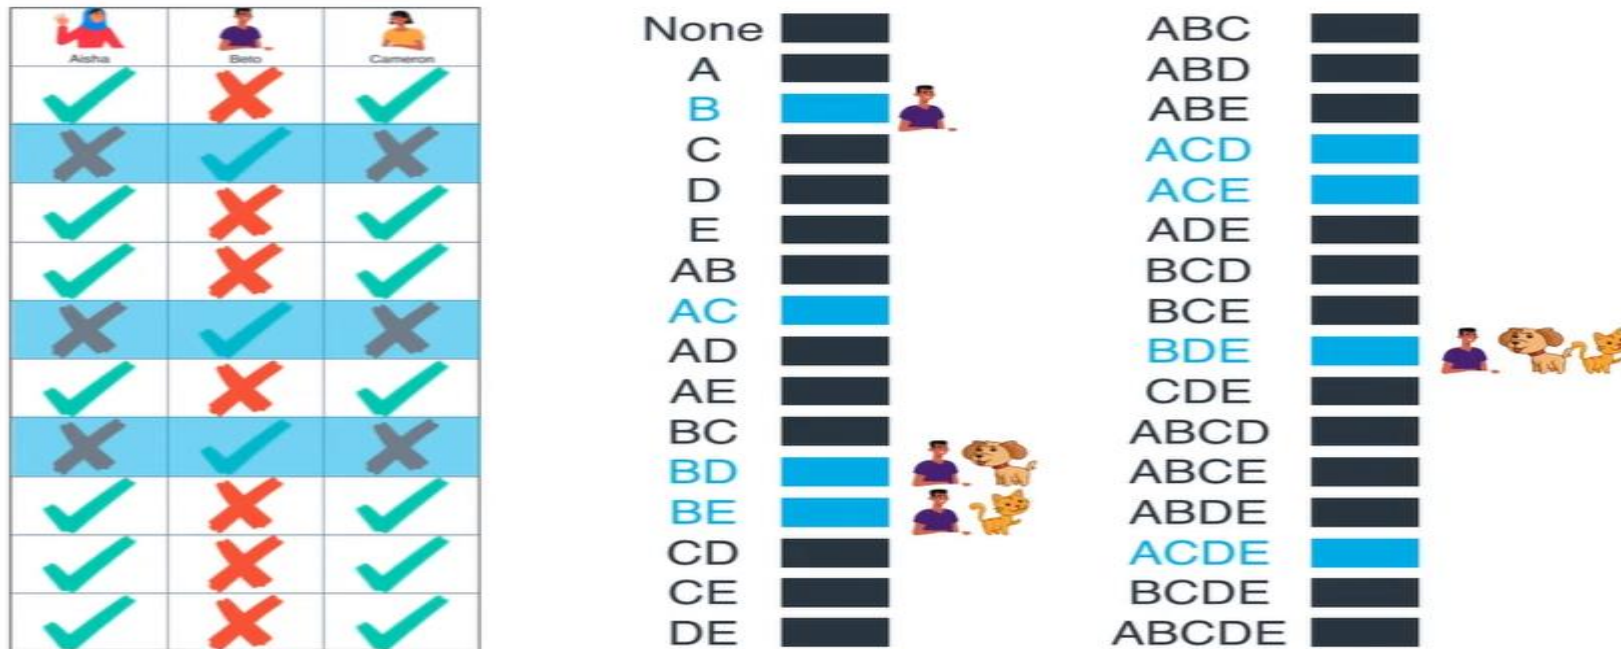 Aisha Beto Cameron
None
A
B
C
D
E
AB
AC
AD
AE
BC
BD
BE
CD
CE
DE
ABC
ABD
ABE
ACD
ACE
ADE
BCD
BCE
BDE
CDE
ABCD
ABCE
ABDE
ACDE
BCDE
ABCDE